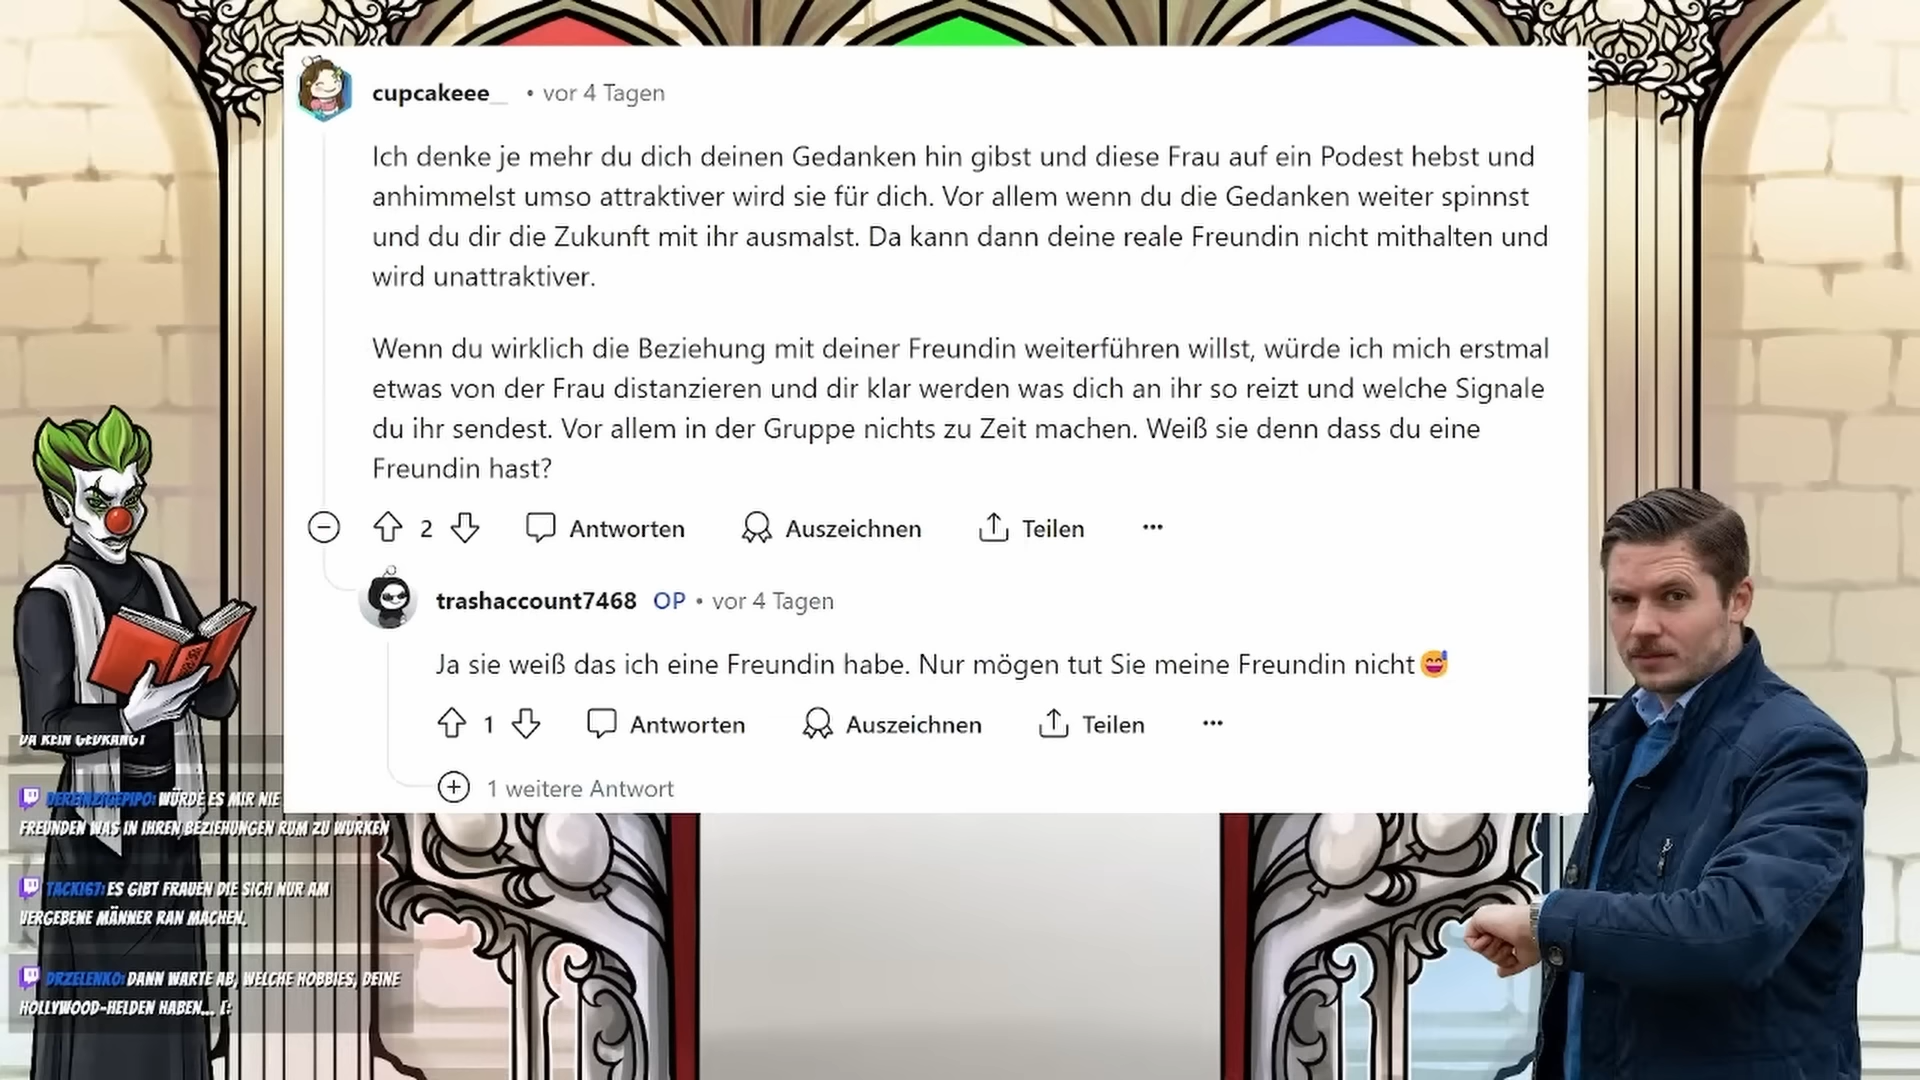 cupcakeee__ • vor 4 Tagen
Ich denke je mehr du dich deinen Gedanken hin gibst und diese Frau auf ein Podest hebst und
anhimmelst umso attraktiver wird sie für dich. Vor allem wenn du die Gedanken weiter spinnst
und du dir die Zukunft mit ihr ausmalst. Da kann dann deine reale Freundin nicht mithalten und
wird unattraktiver.
Wenn du wirklich die Beziehung mit deiner Freundin weiterführen willst, würde ich mich erstmal
etwas von der Frau distanzieren und dir klar werden was dich an ihr so reizt und welche Signale
du ihr sendest. Vor allem in der Gruppe nichts zu Zeit machen. Weiß sie denn dass du eine
Freundin hast?
2 Antworten Auszeichnen Teilen ···
trashaccount7468 OP • vor 4 Tagen
Ja sie weiß das ich eine Freundin habe. Nur mögen tut Sie meine Freundin nicht😅
1 Antworten Auszeichnen Teilen ···
1 weitere Antwort
DA KEIN GEDRÄNGT
DEREINZIGEPIPO: WÜRDE ES MIR NIE
FREUNDEN WAS IN IHREN BEZIEHUNGEN RUM ZU WURKEN
TACKI67: ES GIBT FRAUEN DIE SICH NUR AM
VERGEBENE MÄNNER RAN MACHEN.
DRZELENKO: DANN WARTE AB, WELCHE HOBBIES, DEINE
HOLLYWOOD-HELDEN HABEN... (: